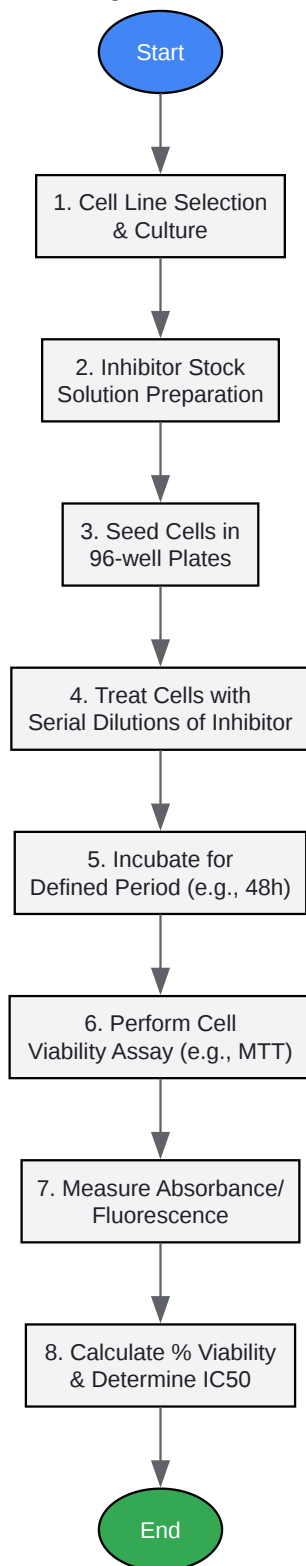 Start
1. Cell Line Selection
& Culture
2. Inhibitor Stock
Solution Preparation
3. Seed Cells in
96-well Plates
4. Treat Cells with
Serial Dilutions of Inhibitor
5. Incubate for
Defined Period (e.g., 48h)
6. Perform Cell
Viability Assay (e.g., MTT)
7. Measure Absorbance/
Fluorescence
8. Calculate % Viability
& Determine IC50
End